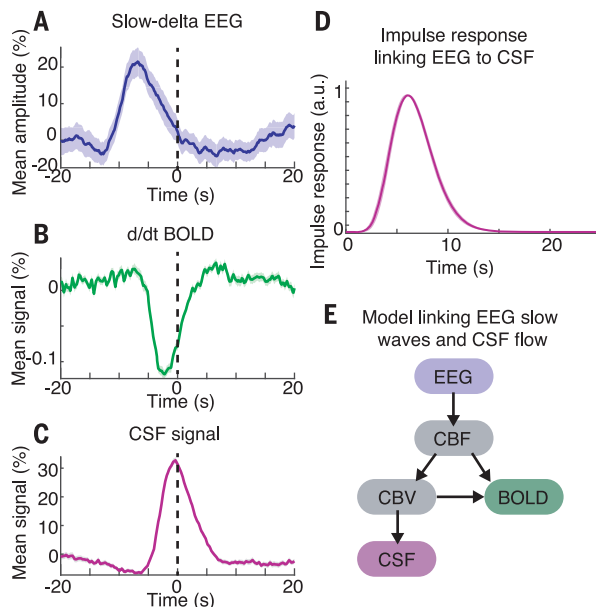 A
Slow-delta EEG
Mean amplitude (%)
20
10
0
-20
-20
0
20
Time (s)
B
d/dt BOLD
Mean signal (%)
0
-0.1
-20
0
20
Time (s)
C
CSF signal
Mean signal (%)
30
20
10
0
-20
0
20
Time (s)
D
Impulse response
linking EEG to CSF
Impulse response (a.u.)
1
0
0
10
20
Time (s)
E
Model linking EEG slow
waves and CSF flow
EEG
CBF
CBV
BOLD
CSF